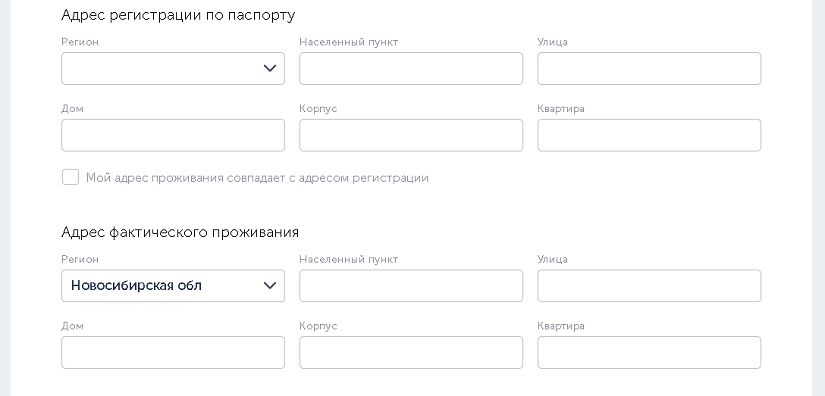 Адрес регистрации по паспорту
Регион Населенный пункт Улица
Дом Корпус Квартира
Мой адрес проживания совпадает с адресом регистрации
Адрес фактического проживания
Регион Населенный пункт Улица
Новосибирская обл
Дом Корпус Квартира